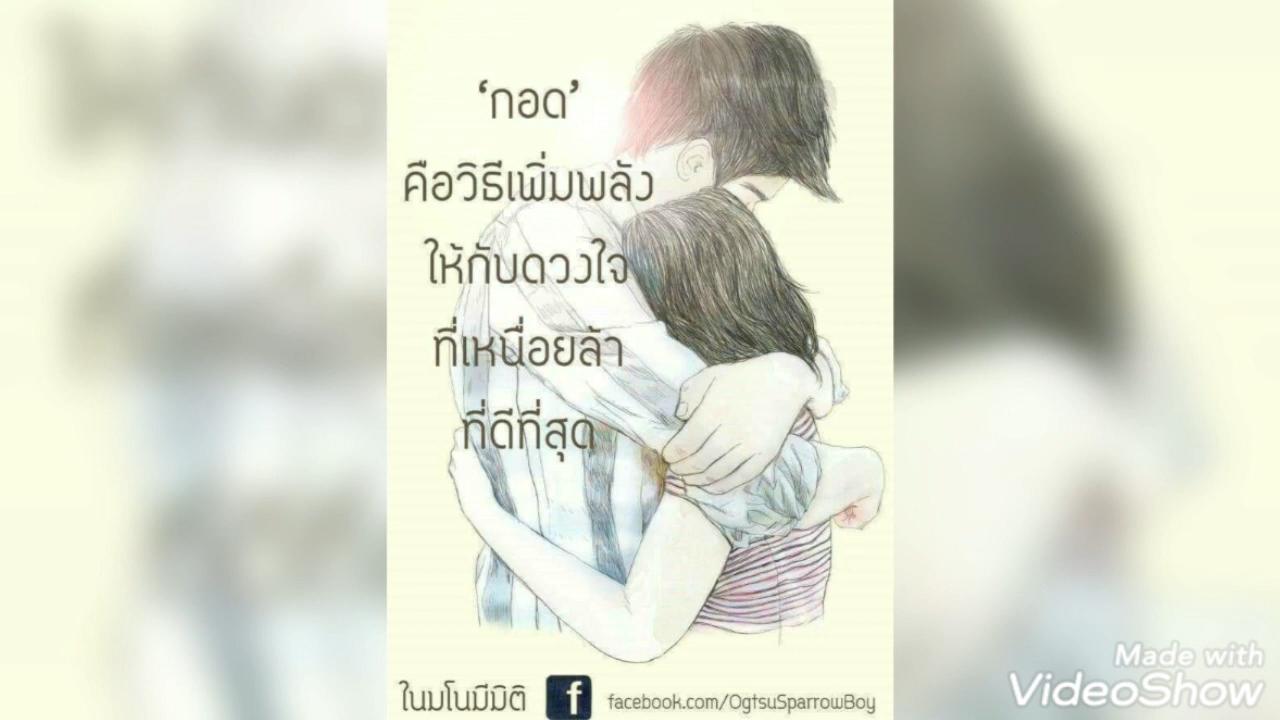 ‘กอด’
คือวิธีเพิ่มพลัง
ให้กับดวงใจ
ที่เหนื่อยล้า
ที่ดีที่สุด
ในมโนมีมิติ f facebook.com/OgtsuSparrowBoy
Made with
VideoShow